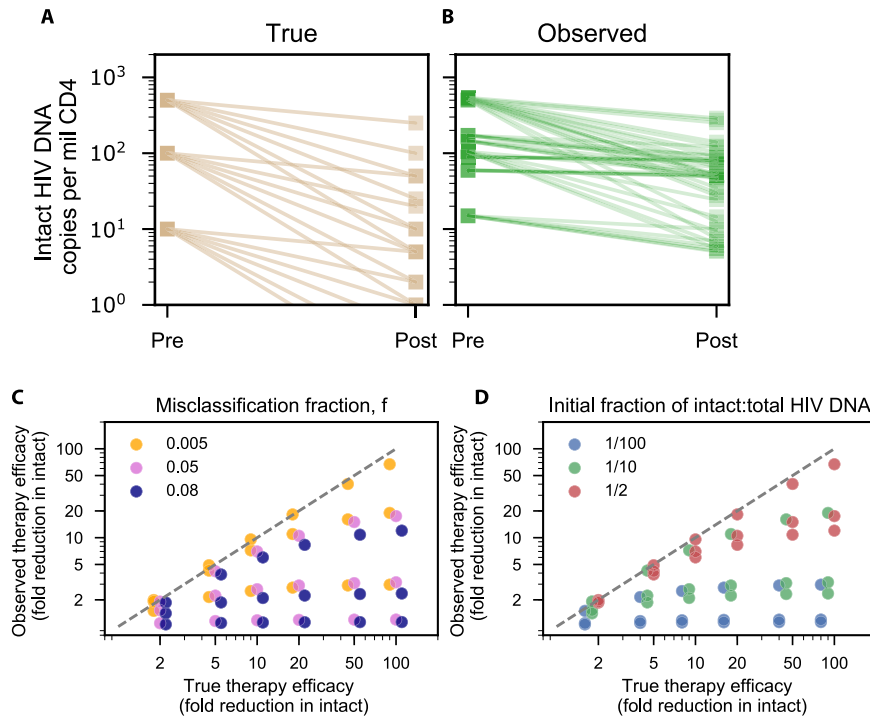 A
True
B
Observed
Intact HIV DNA
copies per mil CD4
10³
10²
10¹
10⁰
Pre
Post
Pre
Post
C
Misclassification fraction, f
Observed therapy efficacy
(fold reduction in intact)
100
50
20
10
5
2
0.005
0.05
0.08
2
5
10
20
50
100
True therapy efficacy
(fold reduction in intact)
D
Initial fraction of intact:total HIV DNA
Observed therapy efficacy
(fold reduction in intact)
100
50
20
10
5
2
1/100
1/10
1/2
2
5
10
20
50
100
True therapy efficacy
(fold reduction in intact)